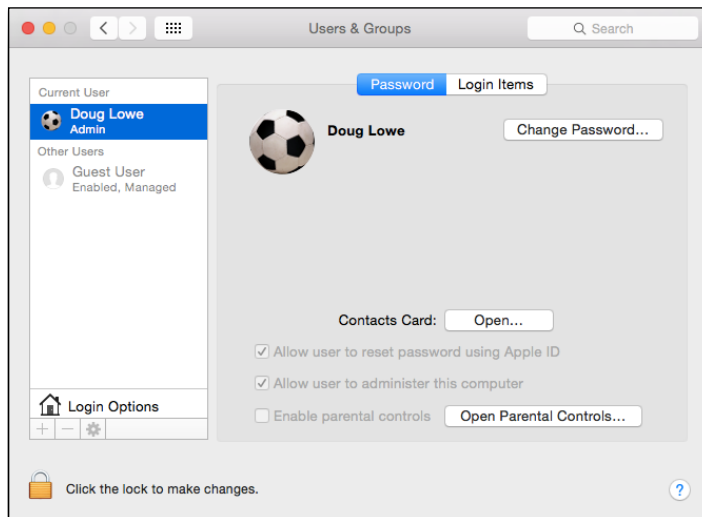 Users & Groups
Search
Password
Login Items
Current User
Doug Lowe
Admin
Other Users
Guest User
Enabled, Managed
Doug Lowe
Change Password...
Contacts Card:
Open...
Allow user to reset password using Apple ID
Allow user to administer this computer
Enable parental controls
Open Parental Controls...
Login Options
+ −
Click the lock to make changes.
?